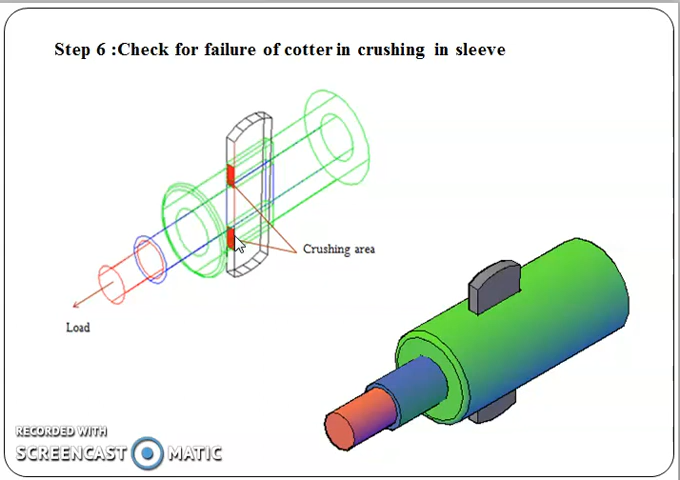 Step 6 :Check for failure of cotter in crushing in sleeve
Crushing area
Load
RECORDED WITH
SCREENCAST MATIC